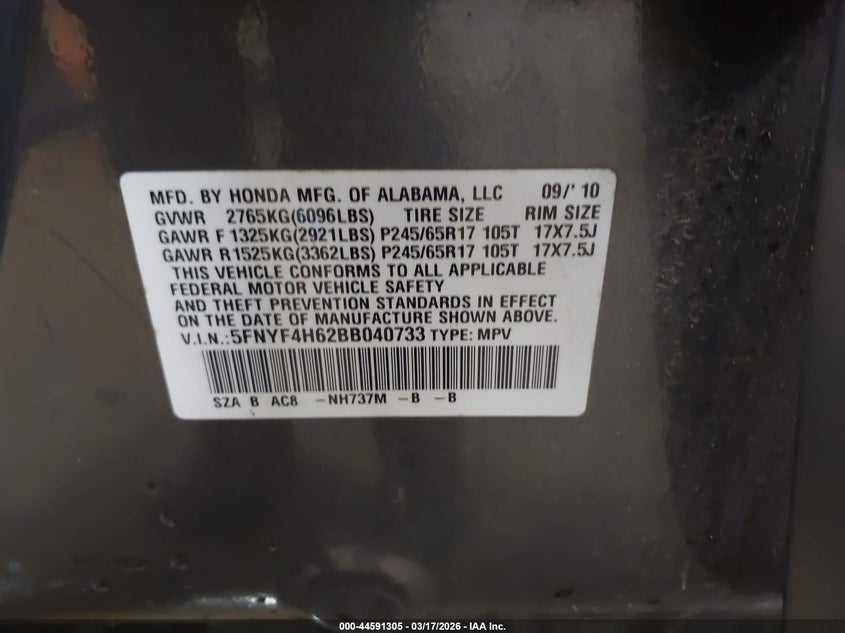 MFD. BY HONDA MFG. OF ALABAMA, LLC 09/' 10
GVWR 2765KG(6096LBS) TIRE SIZE RIM SIZE
GAWR F 1325KG(2921LBS) P245/65R17 105T 17X7.5J
GAWR R1525KG(3362LBS) P245/65R17 105T 17X7.5J
THIS VEHICLE CONFORMS TO ALL APPLICABLE
FEDERAL MOTOR VEHICLE SAFETY
AND THEFT PREVENTION STANDARDS IN EFFECT
ON THE DATE OF MANUFACTURE SHOWN ABOVE.
V.I.N.:5FNYF4H62BB040733 TYPE: MPV
SZA B AC8 -NH737M -B -B
000-44591305 - 03/17/2026 - IAA Inc.